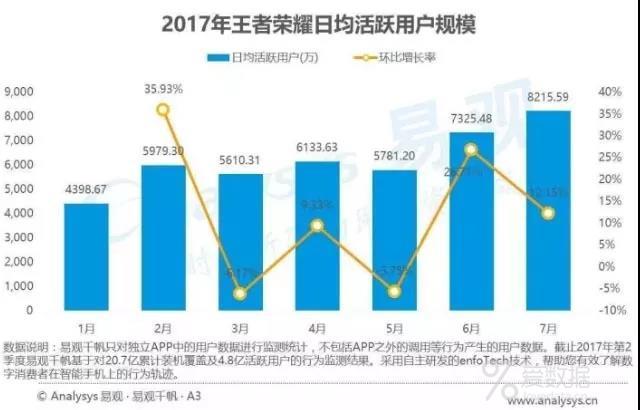 2017年王者荣耀日均活跃用户规模
日均活跃用户(万) 环比增长率
9,000 40%
8,000 35%
7,000 30%
6,000 25%
5,000 20%
4,000 15%
3,000 10%
2,000 5%
1,000 0%
0 -5%
-10%
4398.67 5979.30 5610.31 6133.63 5781.20 7325.48 8215.59
35.93% -6.17% 9.33% -5.75% 26.71% 12.15%
1月 2月 3月 4月 5月 6月 7月
数据说明:易观千帆只对独立APP中的用户数据进行监测统计,不包括APP之外的调用等行为产生的用户数据。截止2017年第2
季度易观千帆基于对20.7亿累计装机覆盖及4.8亿活跃用户的行为监测结果。采用自主研发的enfoTech技术,帮助您有效了解数
字消费者在智能手机上的行为轨迹。
© Analysys 易观·易观千帆·A3
www.analysys.cn
爱数据
易观